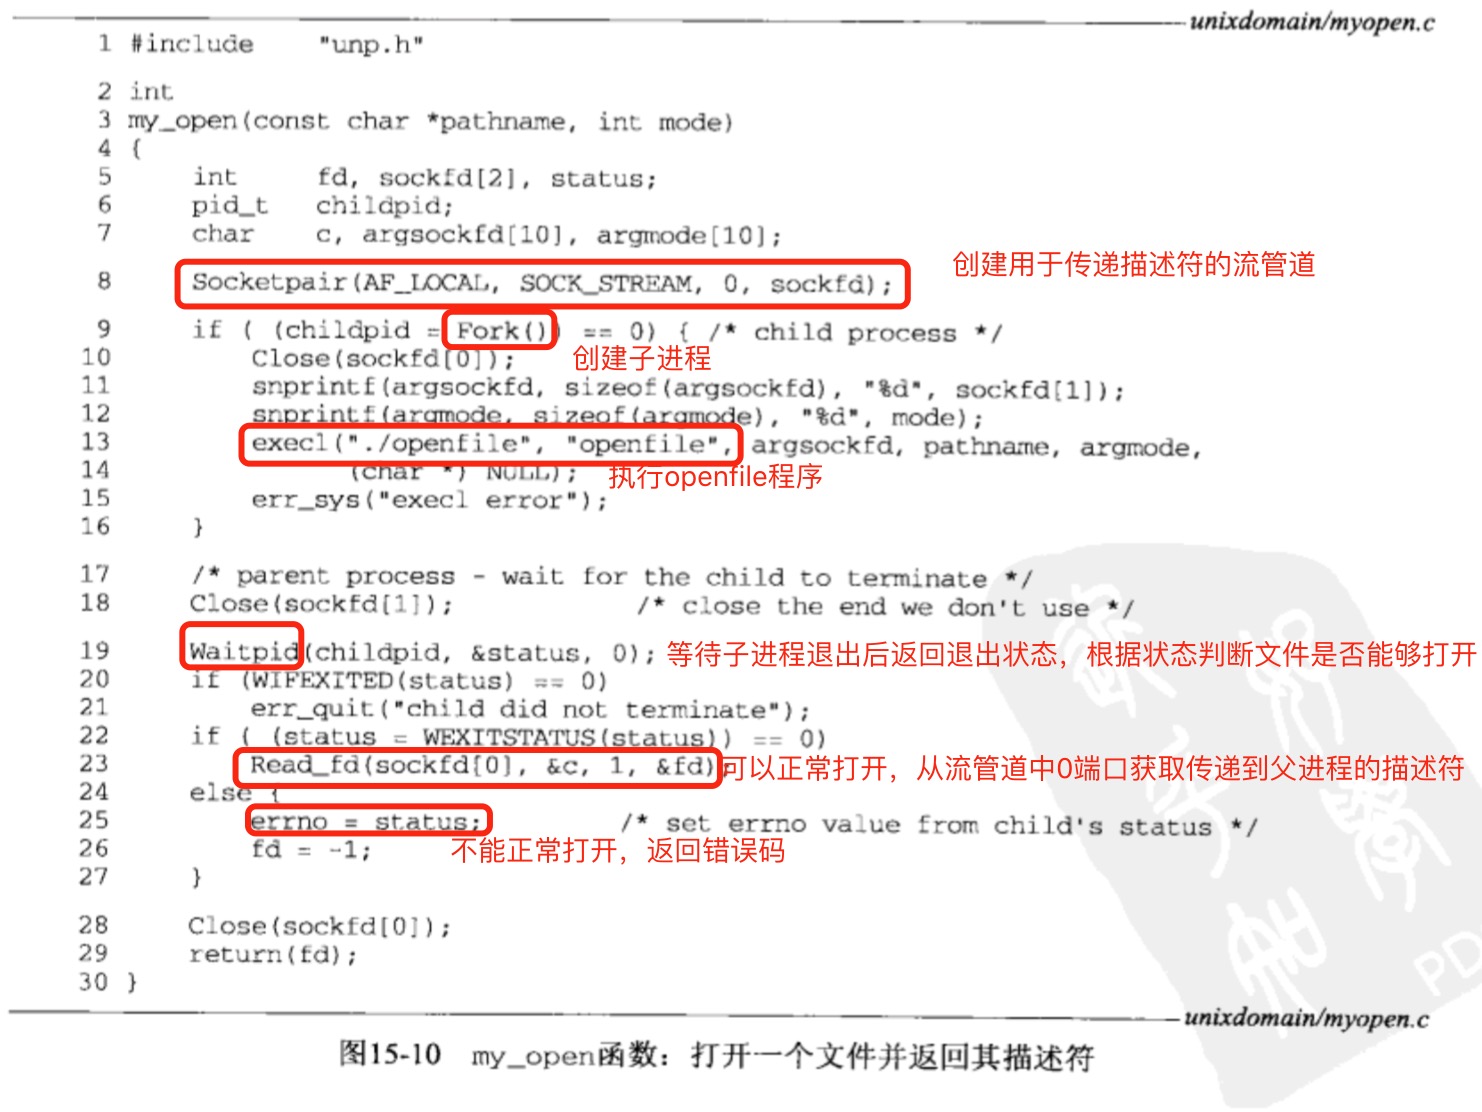 unixdomain/myopen.c
1 #include "unp.h"
2 int
3 my_open(const char *pathname, int mode)
4 {
5 int fd, sockfd[2], status;
6 pid_t childpid;
7 char c, argsockfd[10], argmode[10];
创建用于传递描述符的流管道
8 Socketpair(AF_LOCAL, SOCK_STREAM, 0, sockfd);
9 if ( (childpid = Fork()) == 0) { /* child process */
10 Close(sockfd[0]);
创建子进程
11 snprintf(argsockfd, sizeof(argsockfd), "%d", sockfd[1]);
12 snprintf(argmode, sizeof(argmode), "%d", mode);
13 execl("./openfile", "openfile", argsockfd, pathname, argmode,
14 (char *) NULL);
执行openfile程序
15 err_sys("execl error");
16 }
17 /* parent process - wait for the child to terminate */
18 Close(sockfd[1]); /* close the end we don't use */
19 Waitpid(childpid, &status, 0);
等待子进程退出后返回退出状态，根据状态判断文件是否能够打开
20 if (WIFEXITED(status) == 0)
21 err_quit("child did not terminate");
22 if ( (status = WEXITSTATUS(status)) == 0)
23 Read_fd(sockfd[0], &c, 1, &fd);
可以正常打开，从流管道中0端口获取传递到父进程的描述符
24 else {
25 errno = status; /* set errno value from child's status */
26 fd = -1;
不能正常打开，返回错误码
27 }
28 Close(sockfd[0]);
29 return(fd);
30 }
PD
unixdomain/myopen.c
图15-10 my_open函数：打开一个文件并返回其描述符